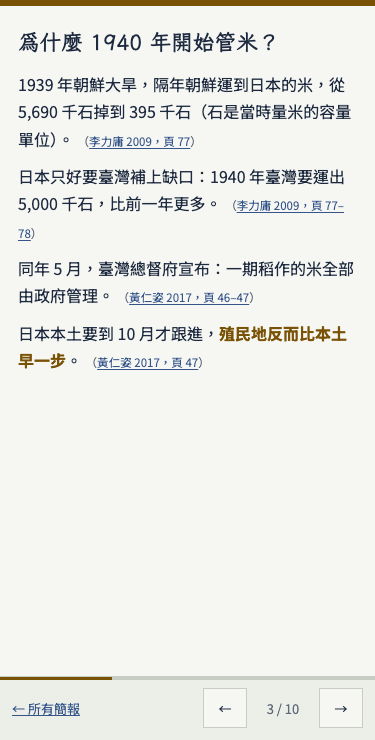 爲什麼 1940 年開始管米？
1939 年朝鮮大旱，隔年朝鮮運到日本的米，從
5,690 千石掉到 395 千石（石是當時量米的容量
單位）。（李力庸 2009，頁 77）
日本只好要臺灣補上缺口：1940 年臺灣要運出
5,000 千石，比前一年更多。（李力庸 2009，頁 77–
78）
同年 5 月，臺灣總督府宣布：一期稻作的米全部
由政府管理。（黃仁姿 2017，頁 46–47）
日本本土要到 10 月才跟進，殖民地反而比本土
早一步。（黃仁姿 2017，頁 47）
← 所有簡報 ← 3 / 10 →